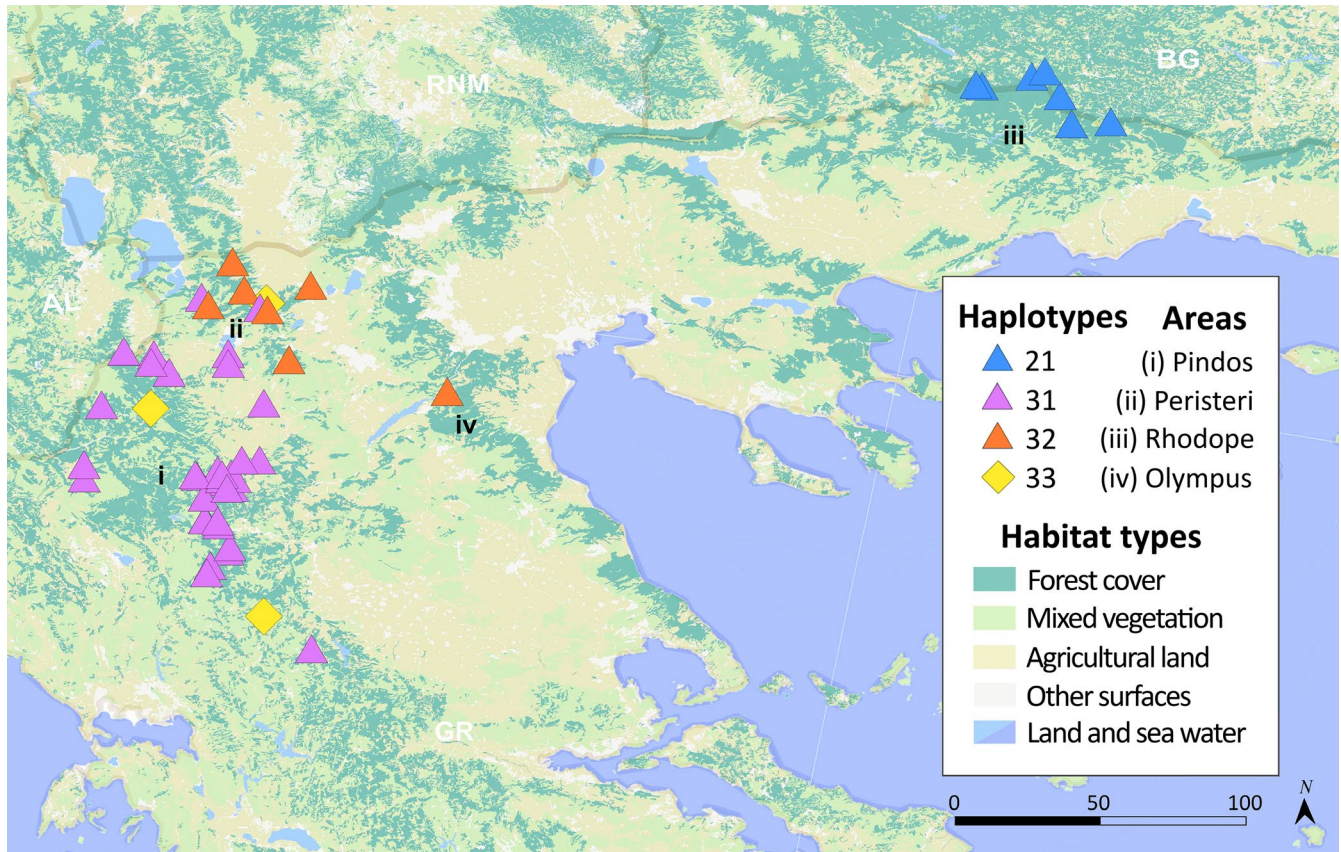 RNM
BG
iii
AL
ii
iv
i
GR
Haplotypes Areas
21 (i) Pindos
31 (ii) Peristeri
32 (iii) Rhodope
33 (iv) Olympus
Habitat types
Forest cover
Mixed vegetation
Agricultural land
Other surfaces
Land and sea water
N
0 50 100